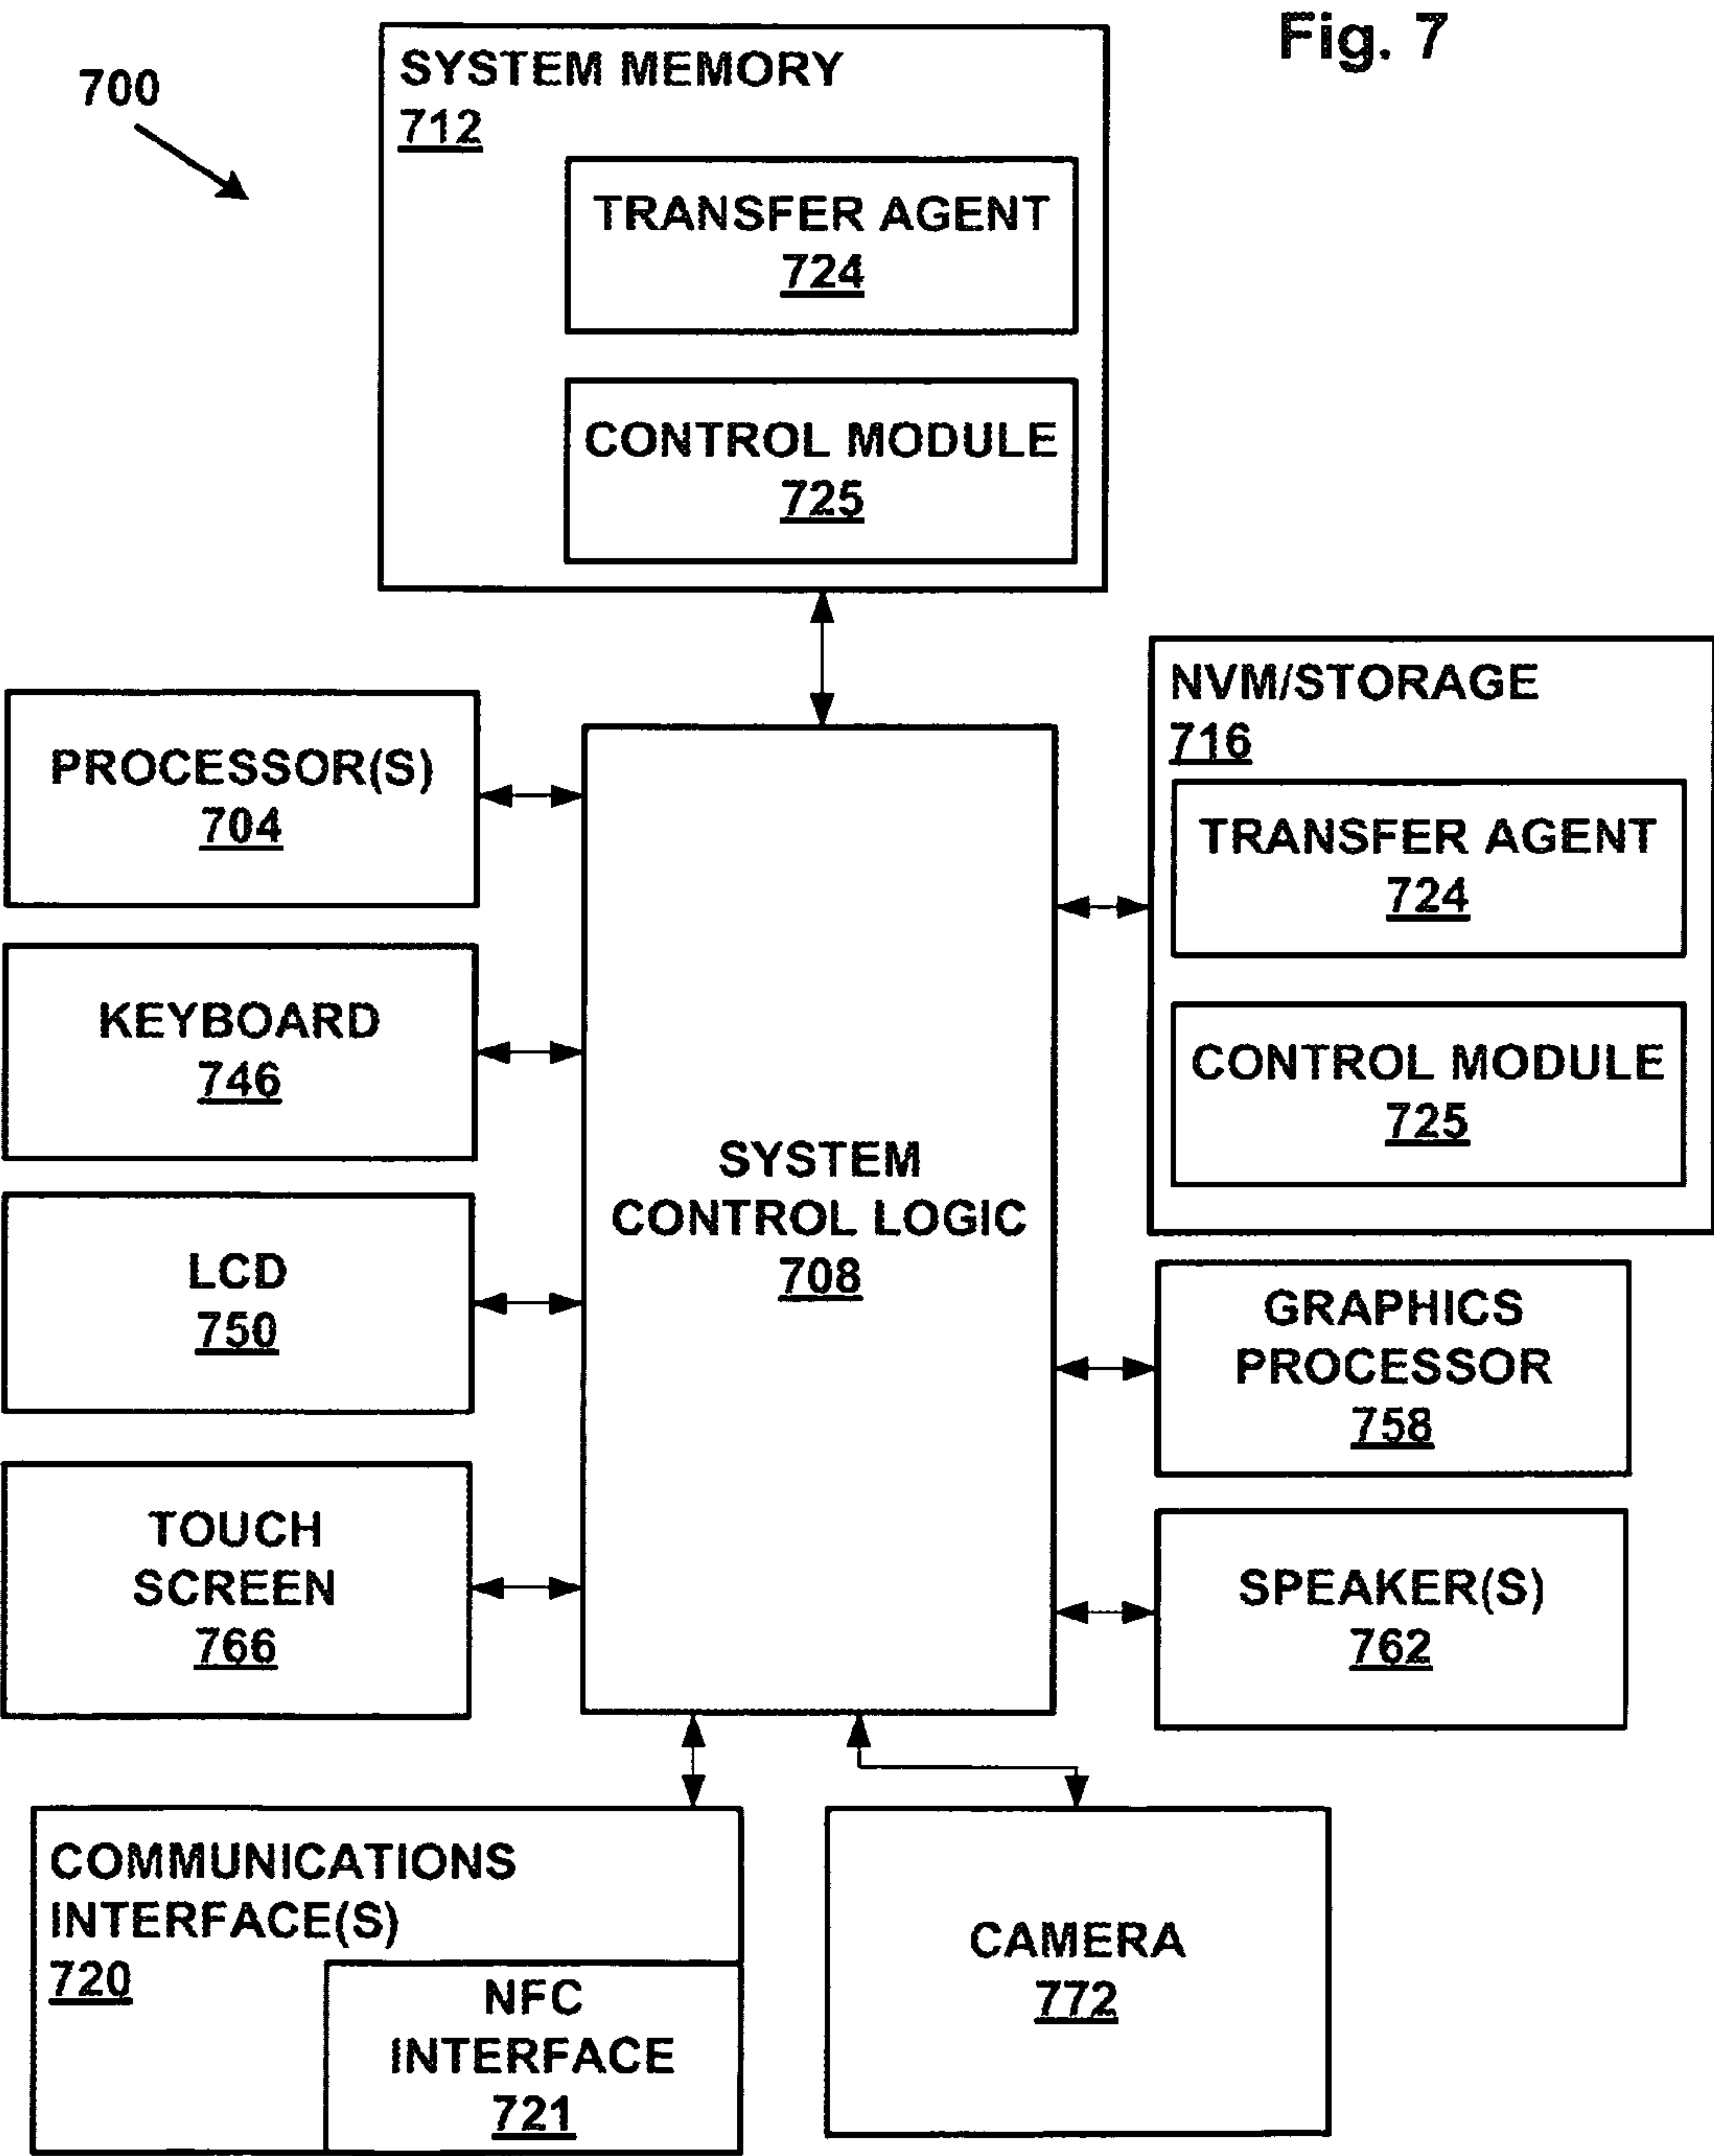 Fig. 7
700
SYSTEM MEMORY
712
TRANSFER AGENT
724
CONTROL MODULE
725
PROCESSOR(S)
704
KEYBOARD
746
LCD
750
TOUCH
SCREEN
766
SYSTEM
CONTROL LOGIC
708
NVM/STORAGE
716
TRANSFER AGENT
724
CONTROL MODULE
725
GRAPHICS
PROCESSOR
758
SPEAKER(S)
762
COMMUNICATIONS
INTERFACE(S)
720
NFC
INTERFACE
721
CAMERA
772